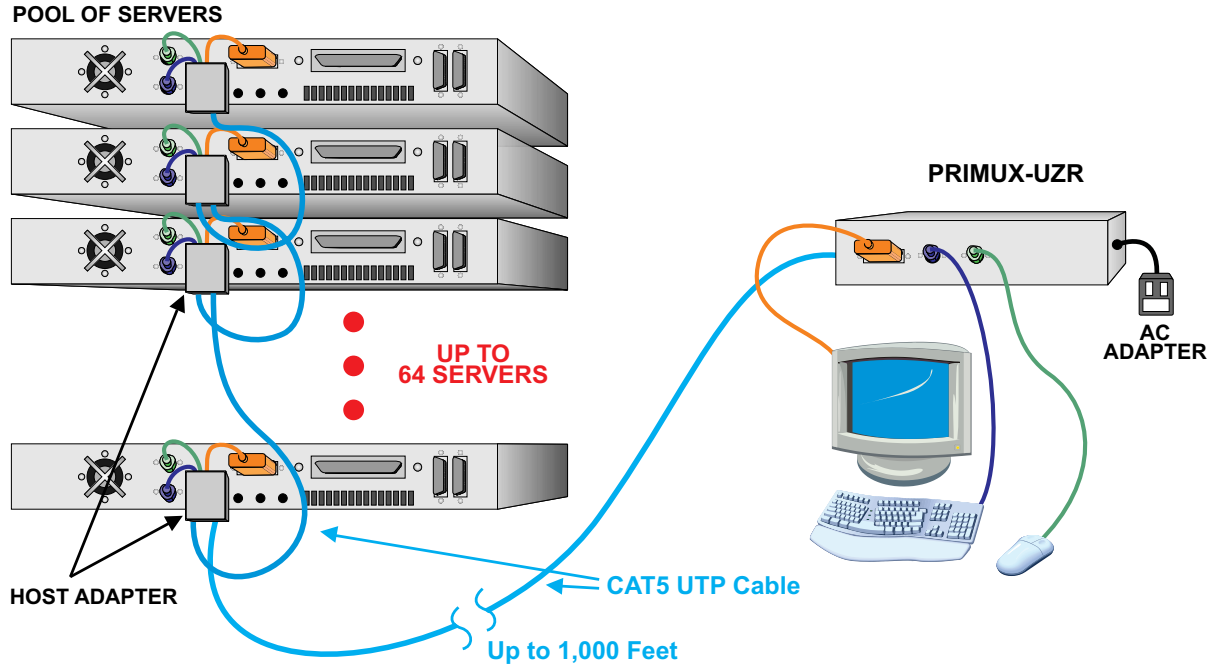 POOL OF SERVERS
PRIMUX-UZR
AC
ADAPTER
UP TO
64 SERVERS
HOST ADAPTER
CAT5 UTP Cable
Up to 1,000 Feet